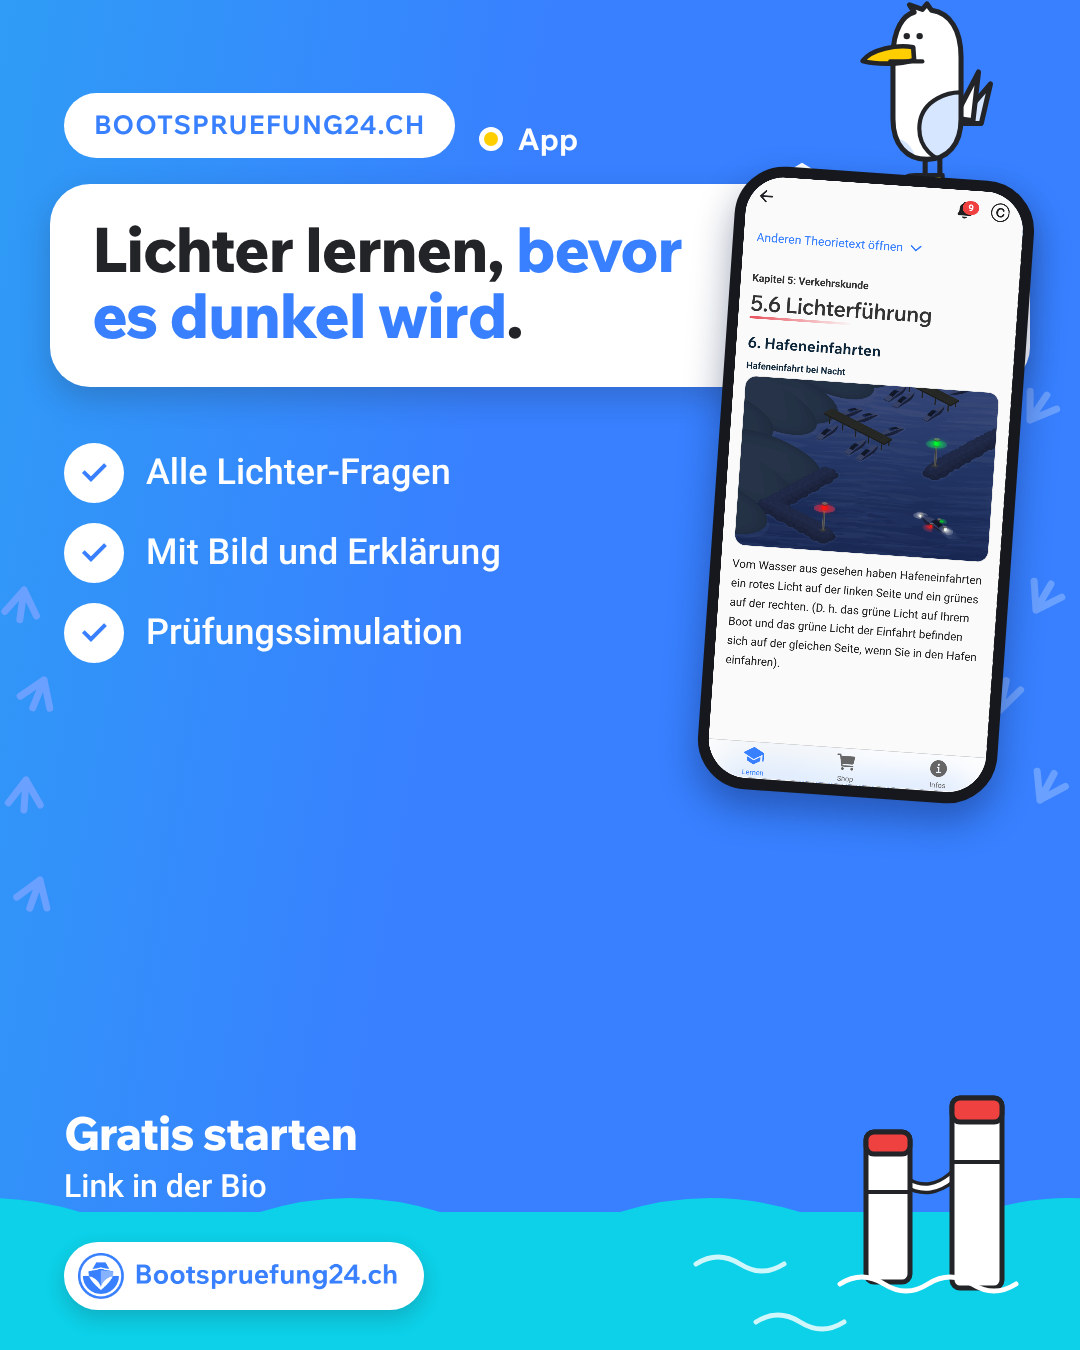 BOOTSPRUEFUNG24.CH
App
Lichter lernen, bevor
es dunkel wird.
Alle Lichter-Fragen
Mit Bild und Erklärung
Prüfungssimulation
9
C
Anderen Theorietext öffnen
Kapitel 5: Verkehrskunde
5.6 Lichterführung
6. Hafeneinfahrten
Hafeneinfahrt bei Nacht
Vom Wasser aus gesehen haben Hafeneinfahrten
ein rotes Licht auf der linken Seite und ein grünes
auf der rechten. (D. h. das grüne Licht auf Ihrem
Boot und das grüne Licht der Einfahrt befinden
sich auf der gleichen Seite, wenn Sie in den Hafen
einfahren).
Lernen
Shop
Infos
Gratis starten
Link in der Bio
Bootspruefung24.ch